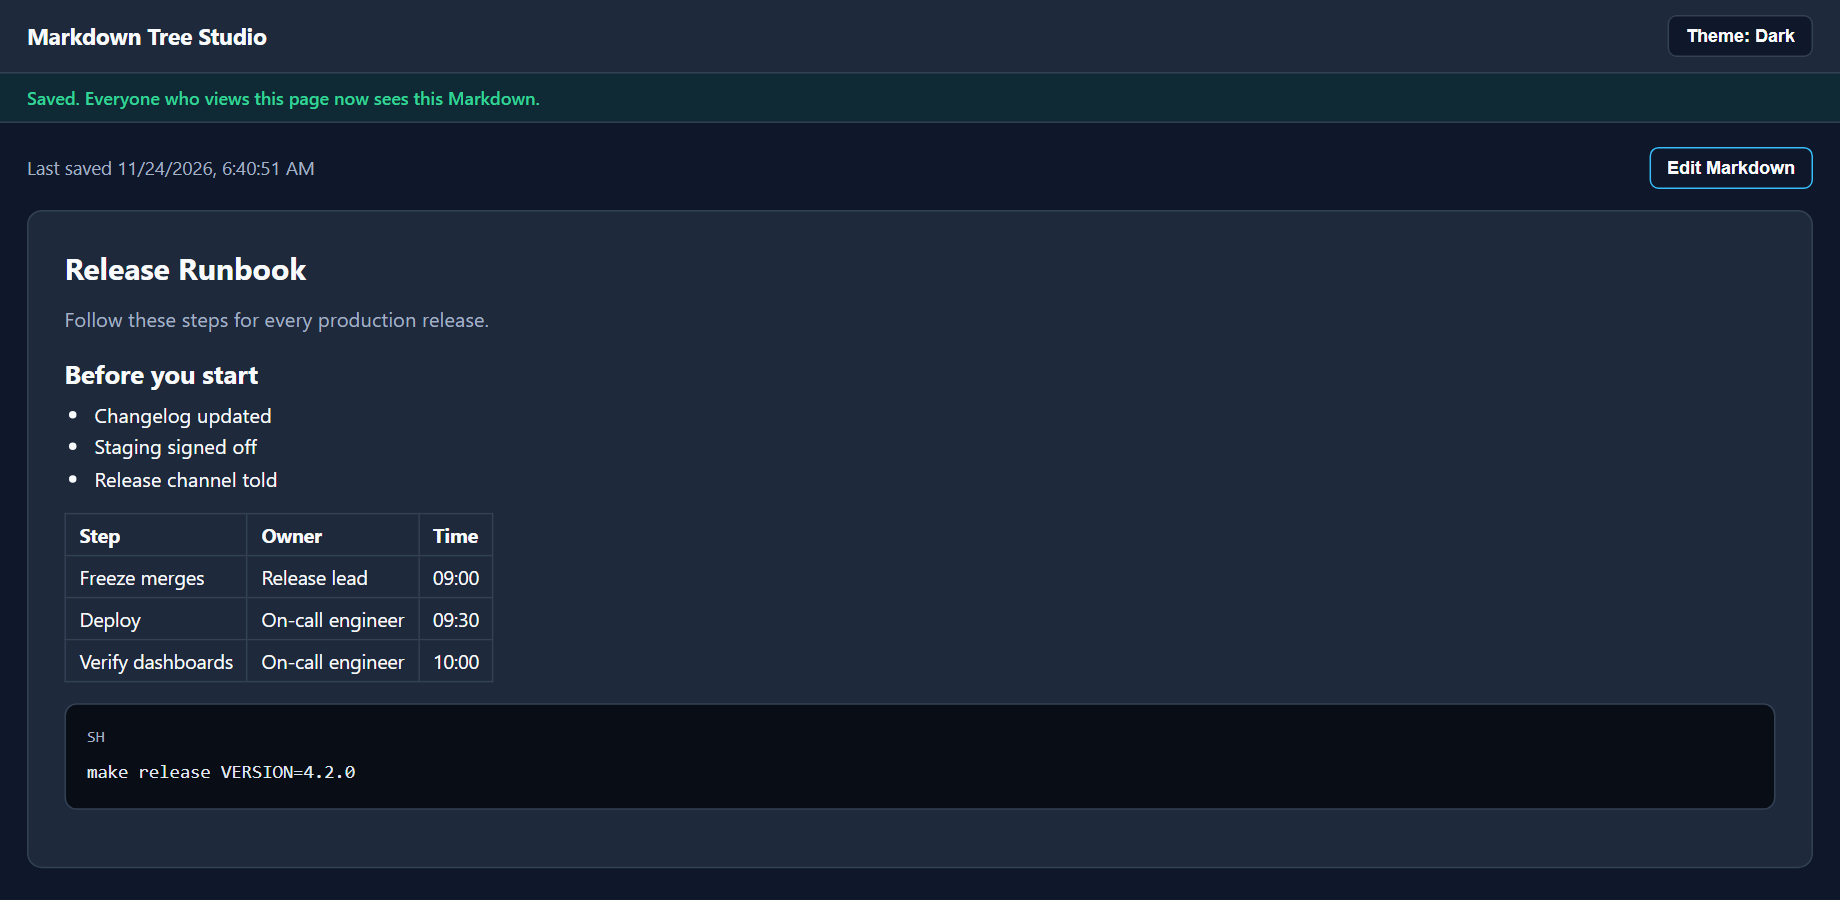 Markdown Tree Studio
Theme: Dark
Saved. Everyone who views this page now sees this Markdown.
Last saved 11/24/2026, 6:40:51 AM
Edit Markdown
Release Runbook
Follow these steps for every production release.
Before you start
• Changelog updated
• Staging signed off
• Release channel told
Step Owner Time
Freeze merges Release lead 09:00
Deploy On-call engineer 09:30
Verify dashboards On-call engineer 10:00
SH
make release VERSION=4.2.0